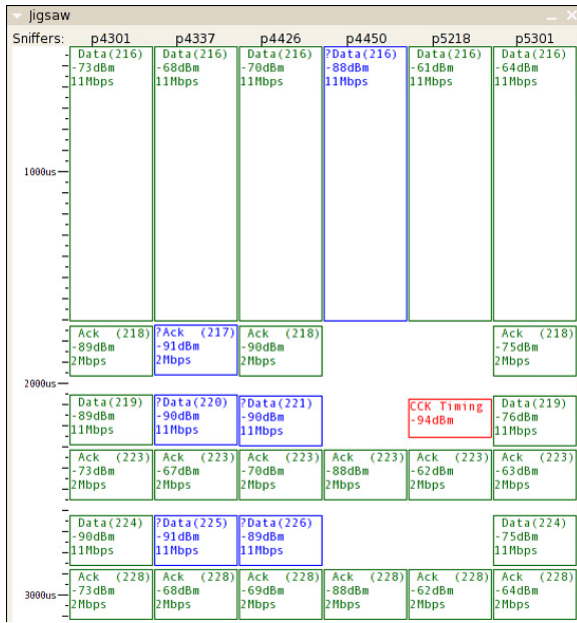 Jigsaw
Sniffers: p4301 p4337 p4426 p4450 p5218 p5301
Data(216) Data(216) Data(216) ?Data(216) Data(216) Data(216)
-73dBm -68dBm -70dBm -88dBm -61dBm -64dBm
11Mbps 11Mbps 11Mbps 11Mbps 11Mbps 11Mbps
1000us
Ack (218) ?Ack (217) Ack (218) Ack (218)
-89dBm -91dBm -90dBm -75dBm
2Mbps 2Mbps 2Mbps 2Mbps
2000us
Data(219) ?Data(220) ?Data(221) CCK Timing Data(219)
-89dBm -90dBm -90dBm -94dBm -76dBm
11Mbps 11Mbps 11Mbps 11Mbps
Ack (223) Ack (223) Ack (223) Ack (223) Ack (223) Ack (223)
-73dBm -67dBm -70dBm -88dBm -62dBm -63dBm
2Mbps 2Mbps 2Mbps 2Mbps 2Mbps 2Mbps
Data(224) ?Data(225) ?Data(226) Data(224)
-90dBm -91dBm -89dBm -75dBm
11Mbps 11Mbps 11Mbps 11Mbps
Ack (228) Ack (228) Ack (228) Ack (228) Ack (228) Ack (228)
3000us -73dBm -68dBm -69dBm -88dBm -62dBm -64dBm
2Mbps 2Mbps 2Mbps 2Mbps 2Mbps 2Mbps